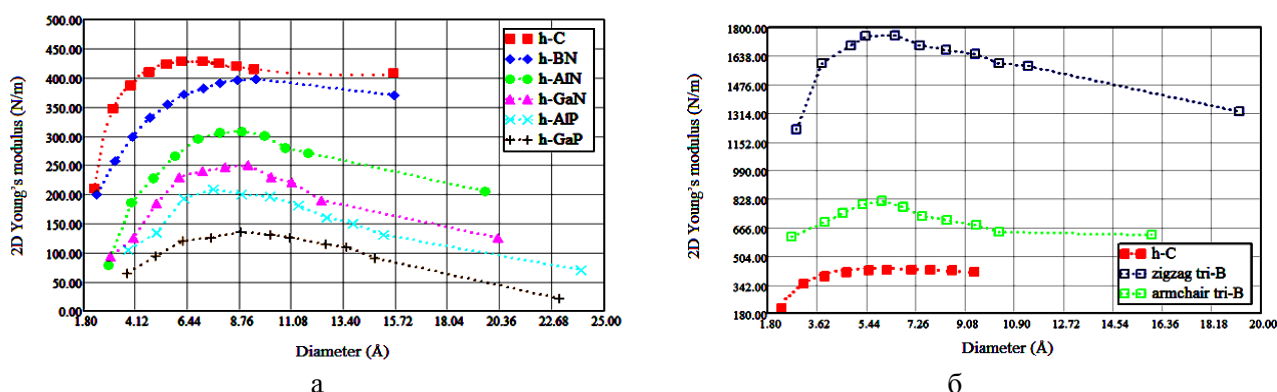 500.00
450.00
400.00
350.00
300.00
250.00
200.00
150.00
100.00
50.00
0.00
2D Young's modulus (N/m)
h-C
h-BN
h-AlN
h-GaN
h-AlP
h-GaP
1.80 4.12 6.44 8.76 11.08 13.40 15.72 18.04 20.36 22.68 25.00
Diameter (Å)
а
1800.00
1638.00
1476.00
1314.00
1152.00
990.00
828.00
666.00
504.00
342.00
180.00
2D Young's modulus (N/m)
h-C
zigzag tri-B
armchair tri-B
1.80 3.62 5.44 7.26 9.08 10.90 12.72 14.54 16.36 18.18 20.00
Diameter (Å)
б